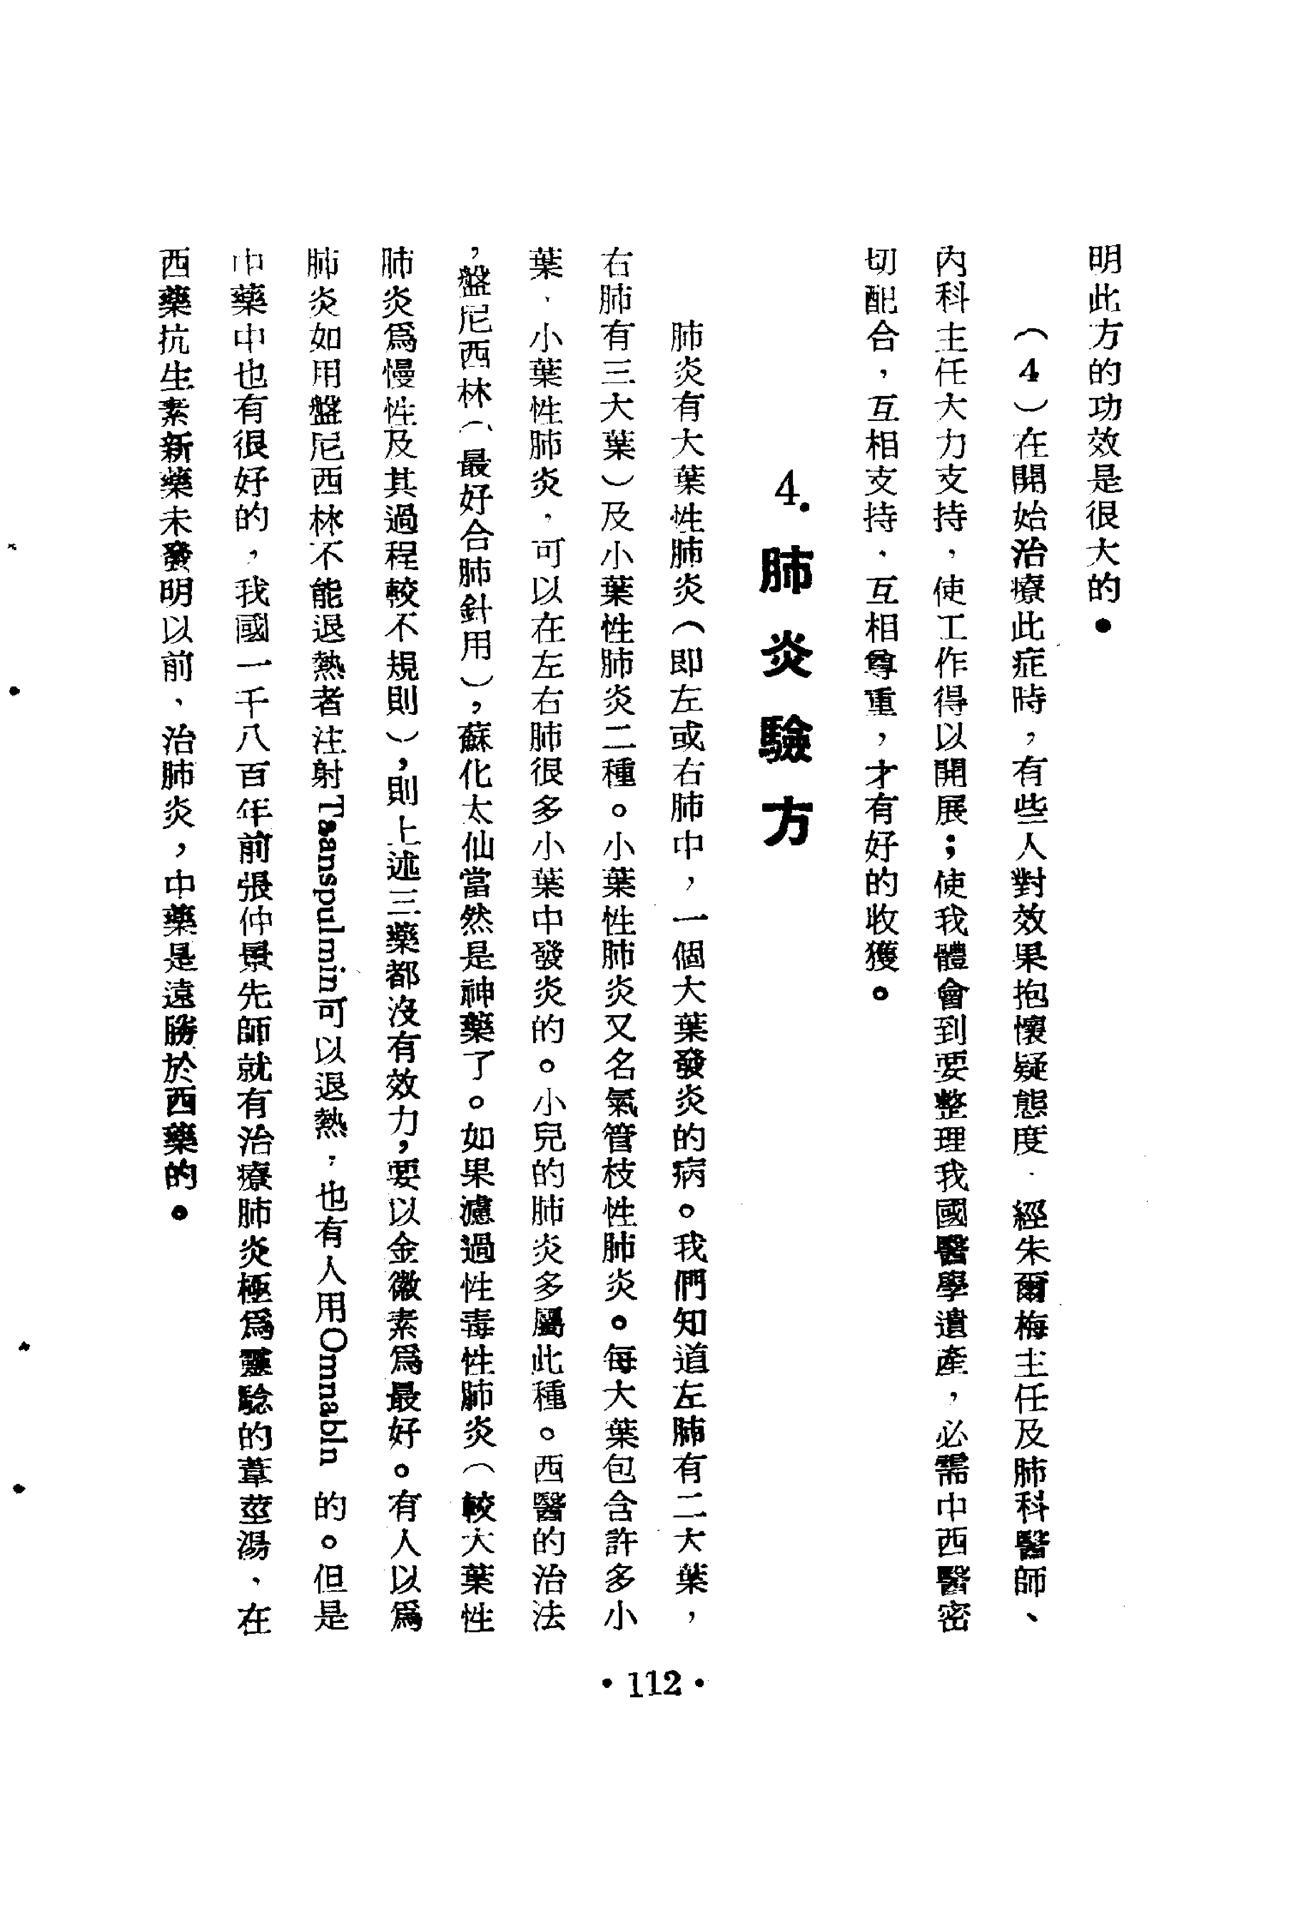 明此方的功效是很大的。
（4）在開始治療此症時，有些人對效果抱懷疑態度．經朱爾梅主任及肺科醫師、
內科主任大力支持，使工作得以開展；使我體會到要整理我國醫學遺產，必需中西醫密
切配合，互相支持、互相尊重，才有好的收獲。
4. 肺炎驗方
肺炎有大葉性肺炎（即左或右肺中，一個大葉發炎的病。我們知道左肺有二大葉，
右肺有三大葉）及小葉性肺炎二種。小葉性肺炎又名氣管枝性肺炎。每大葉包含許多小
葉．小葉性肺炎，可以在左右肺很多小葉中發炎的。小兒的肺炎多屬此種。西醫的治法
，盤尼西林（最好合肺針用），蘇化太仙當然是神藥了。如果濾過性毒性肺炎（較大葉性
肺炎爲慢性及其過程較不規則），則上述三藥都沒有效力，要以金黴素爲最好。有人以爲
肺炎如用盤尼西林不能退熱者注射Tsanspulmin可以退熱，也有人用Omnabln 的。但是
中藥中也有很好的，我國一千八百年前張仲景先師就有治療肺炎極爲靈驗的葦莖湯、在
西藥抗生素新藥未發明以前、治肺炎，中藥是遠勝於西藥的。
·112·